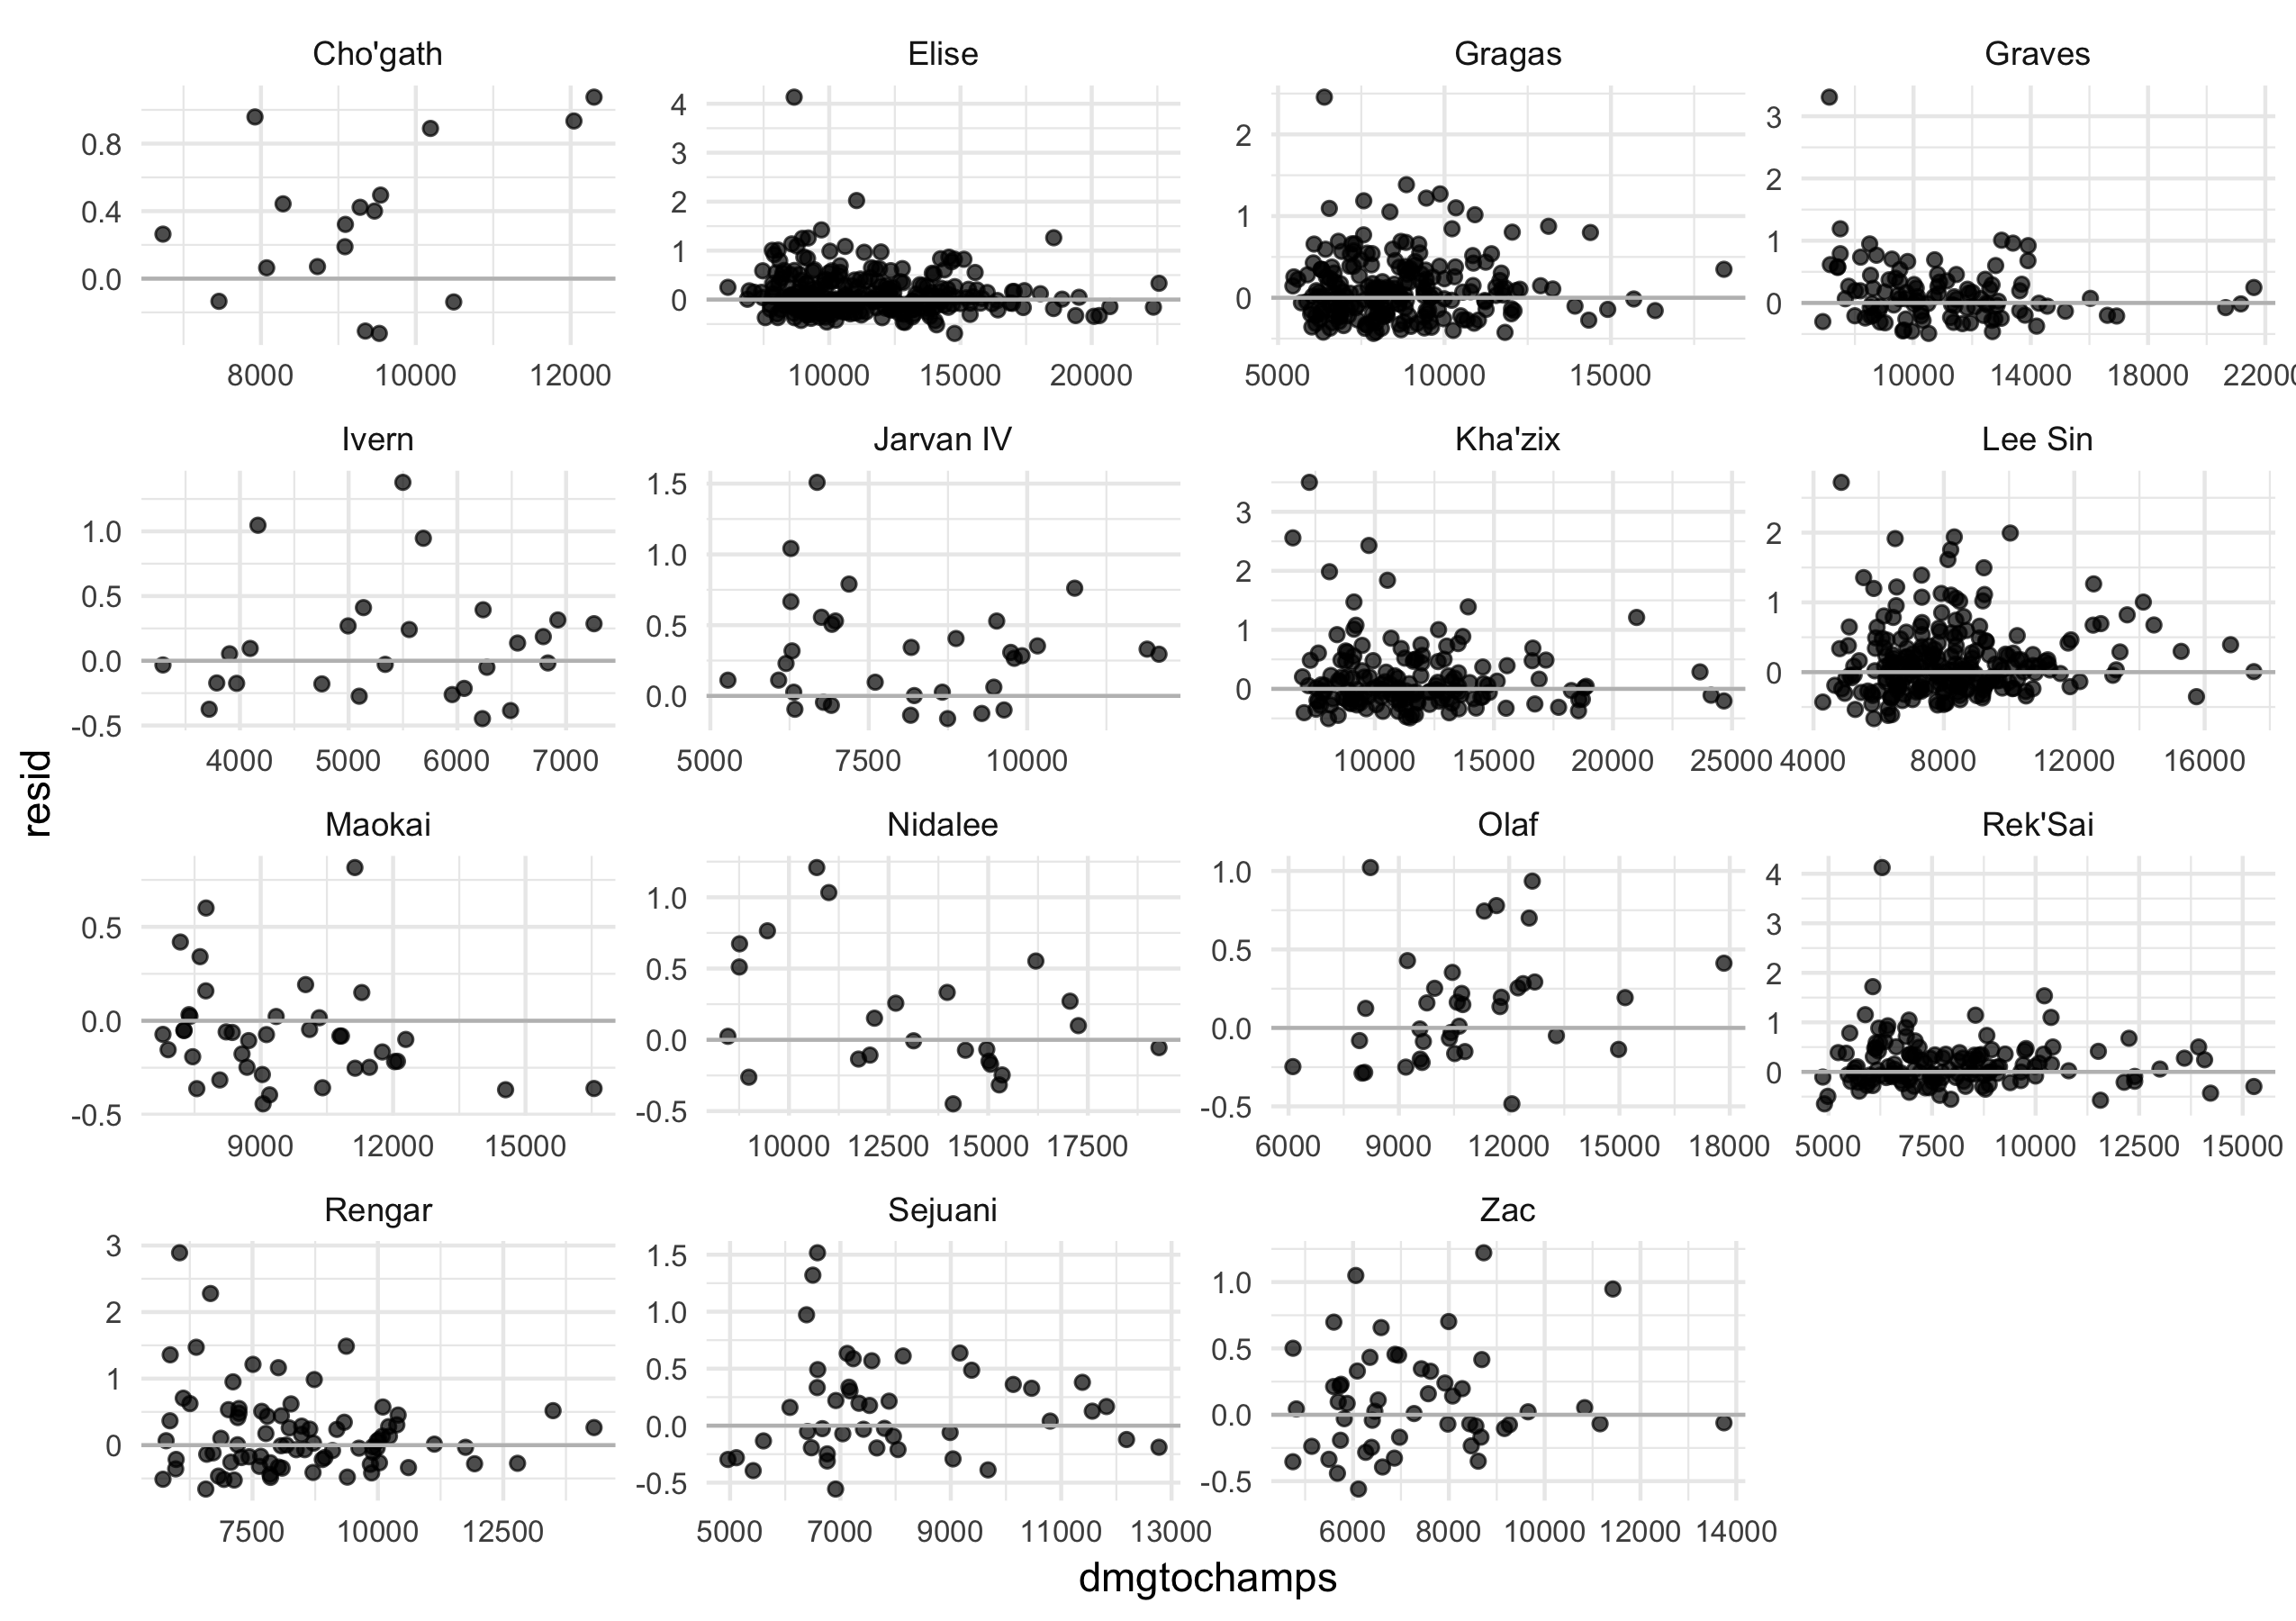 Cho'gath Elise Gragas Graves
0.8 0.4 0.0
4 3 2 1 0
2 1 0
3 2 1 0
8000 10000 12000 10000 15000 20000 5000 10000 15000 10000 14000 18000 22000
Ivern Jarvan IV Kha'zix Lee Sin
1.0 0.5 0.0 -0.5
1.5 1.0 0.5 0.0
3 2 1 0
2 1 0
4000 5000 6000 7000 5000 7500 10000 10000 15000 20000 25000 4000 8000 12000 16000
resid
Maokai Nidalee Olaf Rek'Sai
0.5 0.0 -0.5
1.0 0.5 0.0 -0.5
1.0 0.5 0.0 -0.5
4 3 2 1 0
9000 12000 15000 10000 12500 15000 17500 6000 9000 12000 15000 18000 5000 7500 10000 12500 15000
Rengar Sejuani Zac
3 2 1 0
1.5 1.0 0.5 0.0 -0.5
1.0 0.5 0.0 -0.5
7500 10000 12500 5000 7000 9000 11000 13000 6000 8000 10000 12000 14000
dmgtochamps